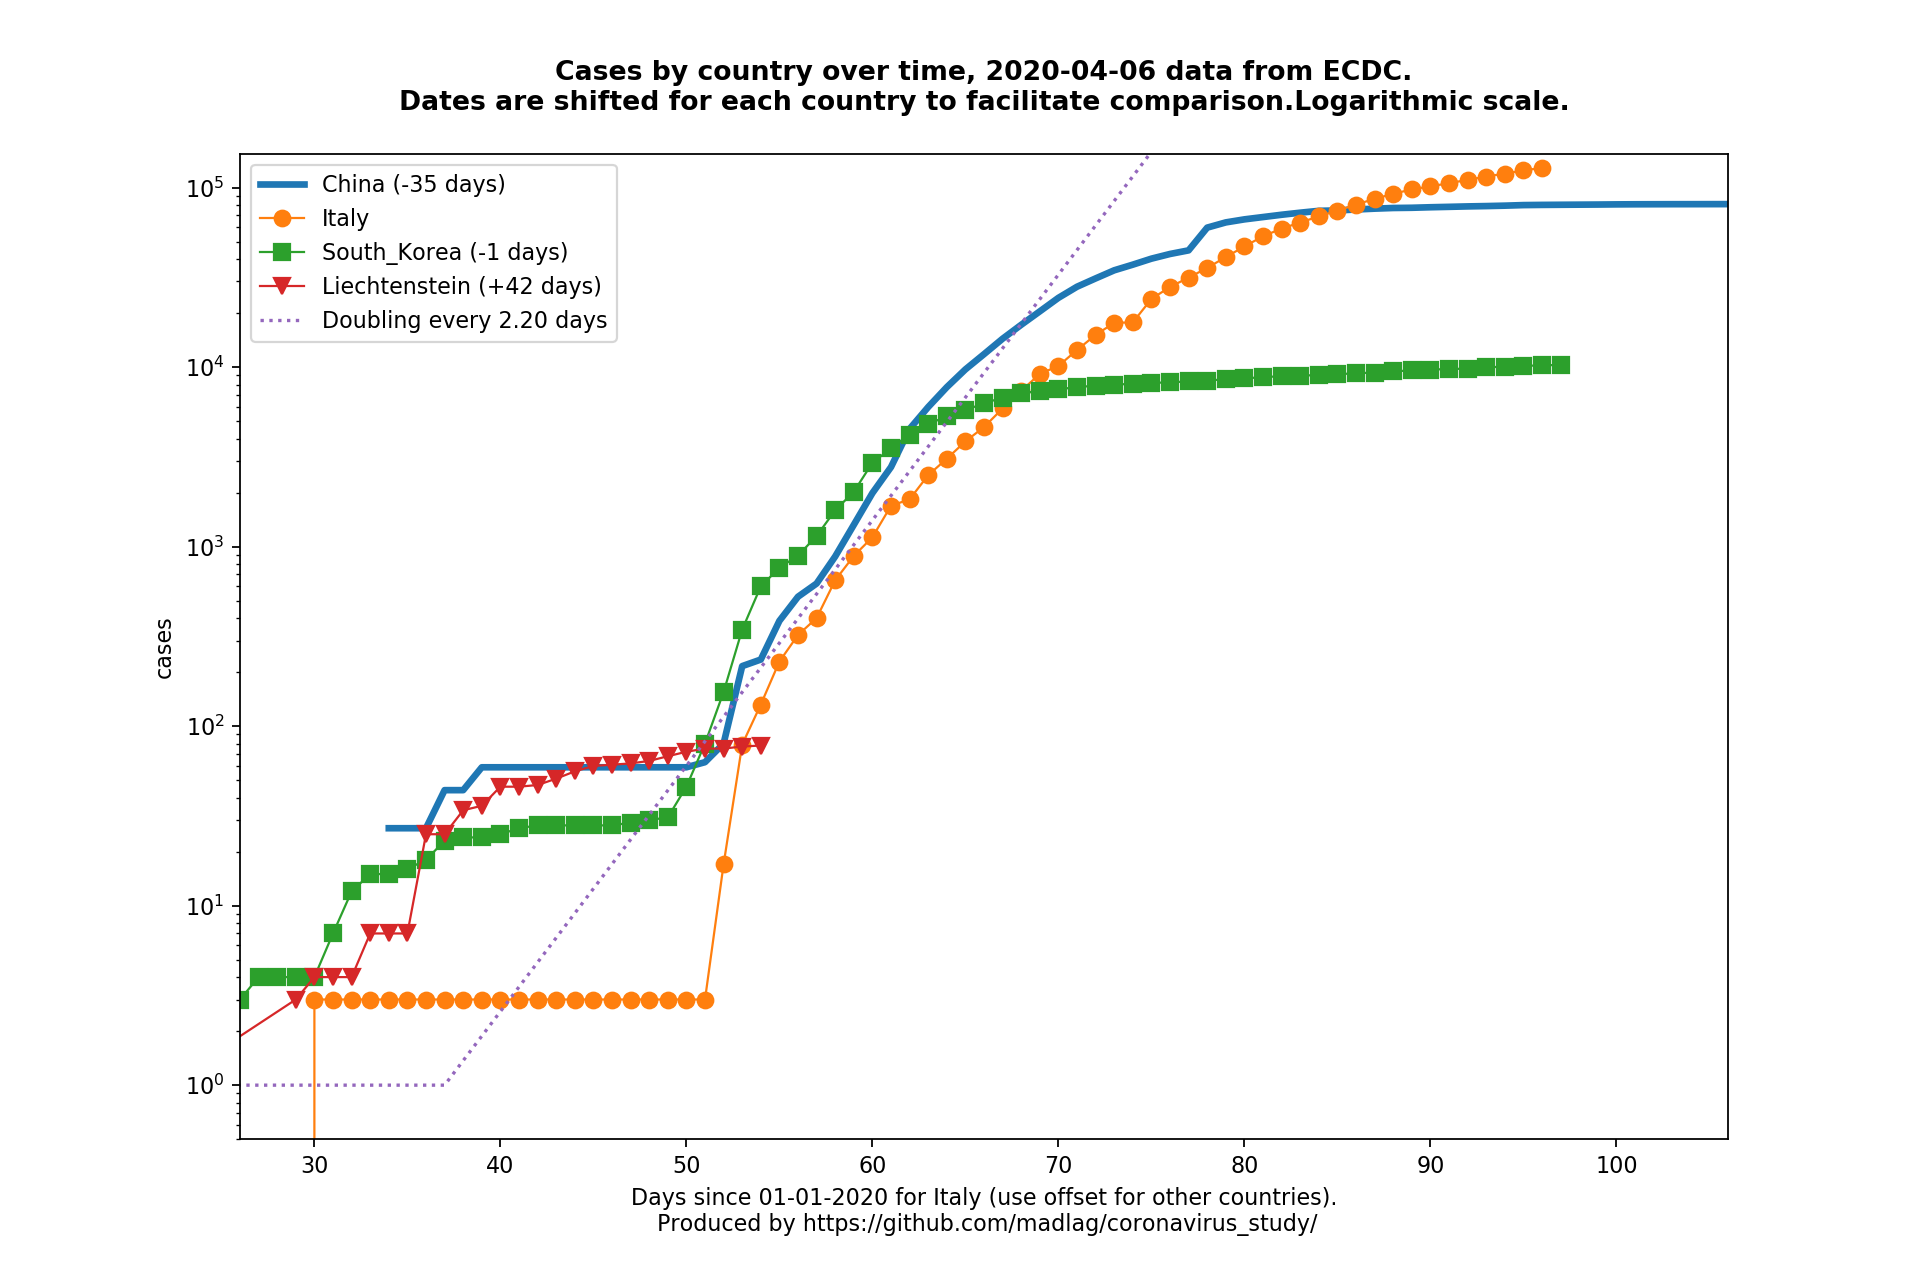 Cases by country over time, 2020-04-06 data from ECDC.
Dates are shifted for each country to facilitate comparison.Logarithmic scale.
China (-35 days)
Italy
South_Korea (-1 days)
Liechtenstein (+42 days)
Doubling every 2.20 days
10⁵
10⁴
10³
10²
10¹
10⁰
cases
30 40 50 60 70 80 90 100
Days since 01-01-2020 for Italy (use offset for other countries).
Produced by https://github.com/madlag/coronavirus_study/